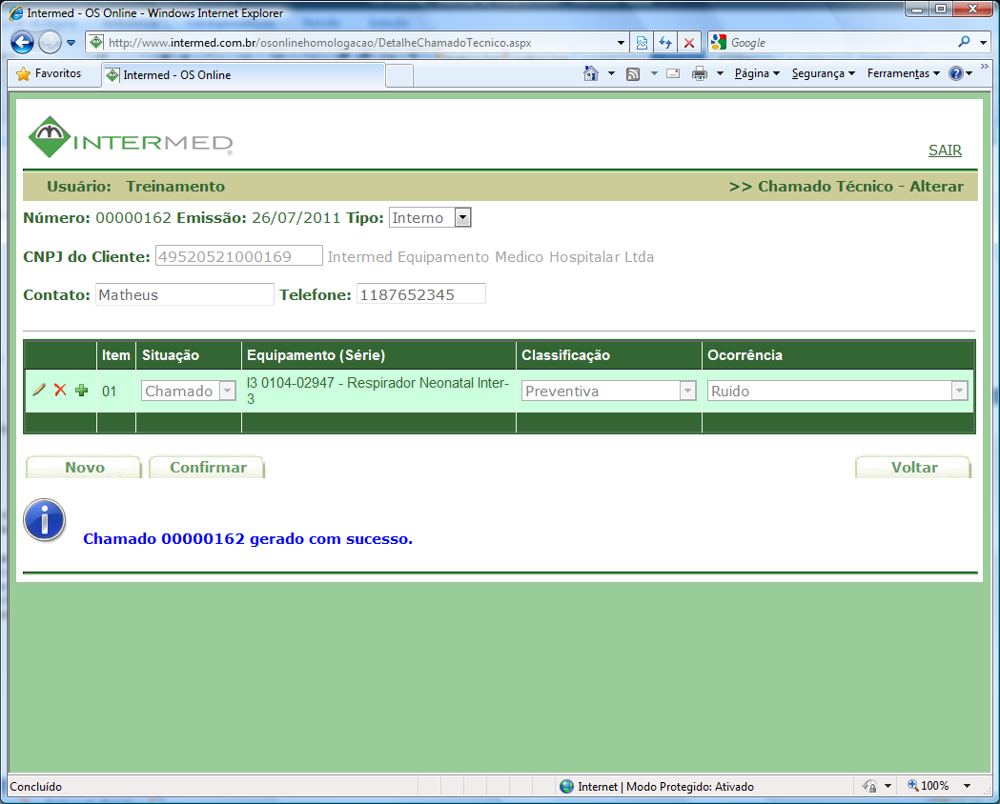 Intermed - OS Online - Windows Internet Explorer
http://www.intermed.com.br/osonlinehomologacao/DetalheChamadoTecnico.aspx
Google
Favoritos
Intermed - OS Online
Página
Segurança
Ferramentas
»
INTERMED®
SAIR
Usuário: Treinamento
>> Chamado Técnico - Alterar
Número: 00000162 Emissão: 26/07/2011 Tipo: Interno
CNPJ do Cliente: 49520521000169 Intermed Equipamento Medico Hospitalar Ltda
Contato: Matheus Telefone: 1187652345
Item Situação Equipamento (Série) Classificação Ocorrência
01 Chamado I3 0104-02947 - Respirador Neonatal Inter-
3 Preventiva Ruido
Novo Confirmar Voltar
Chamado 00000162 gerado com sucesso.
Concluído
Internet | Modo Protegido: Ativado
100%